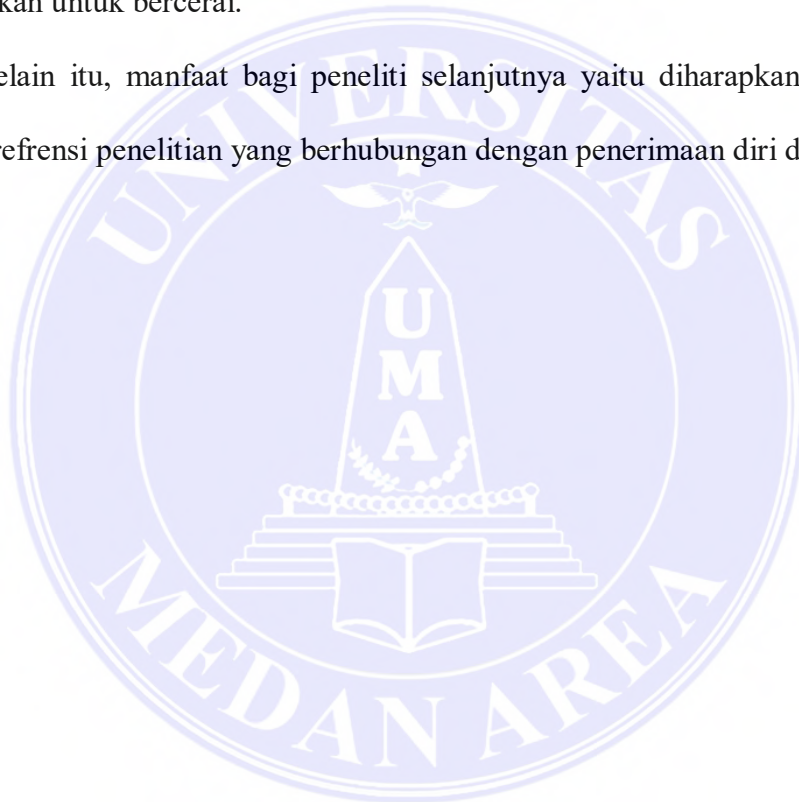 kan untuk bercerai.
elain itu, manfaat bagi peneliti selanjutnya yaitu diharapkan
refrensi penelitian yang berhubungan dengan penerimaan diri d
UNIVERSITAS
UMA
MEDAN AREA